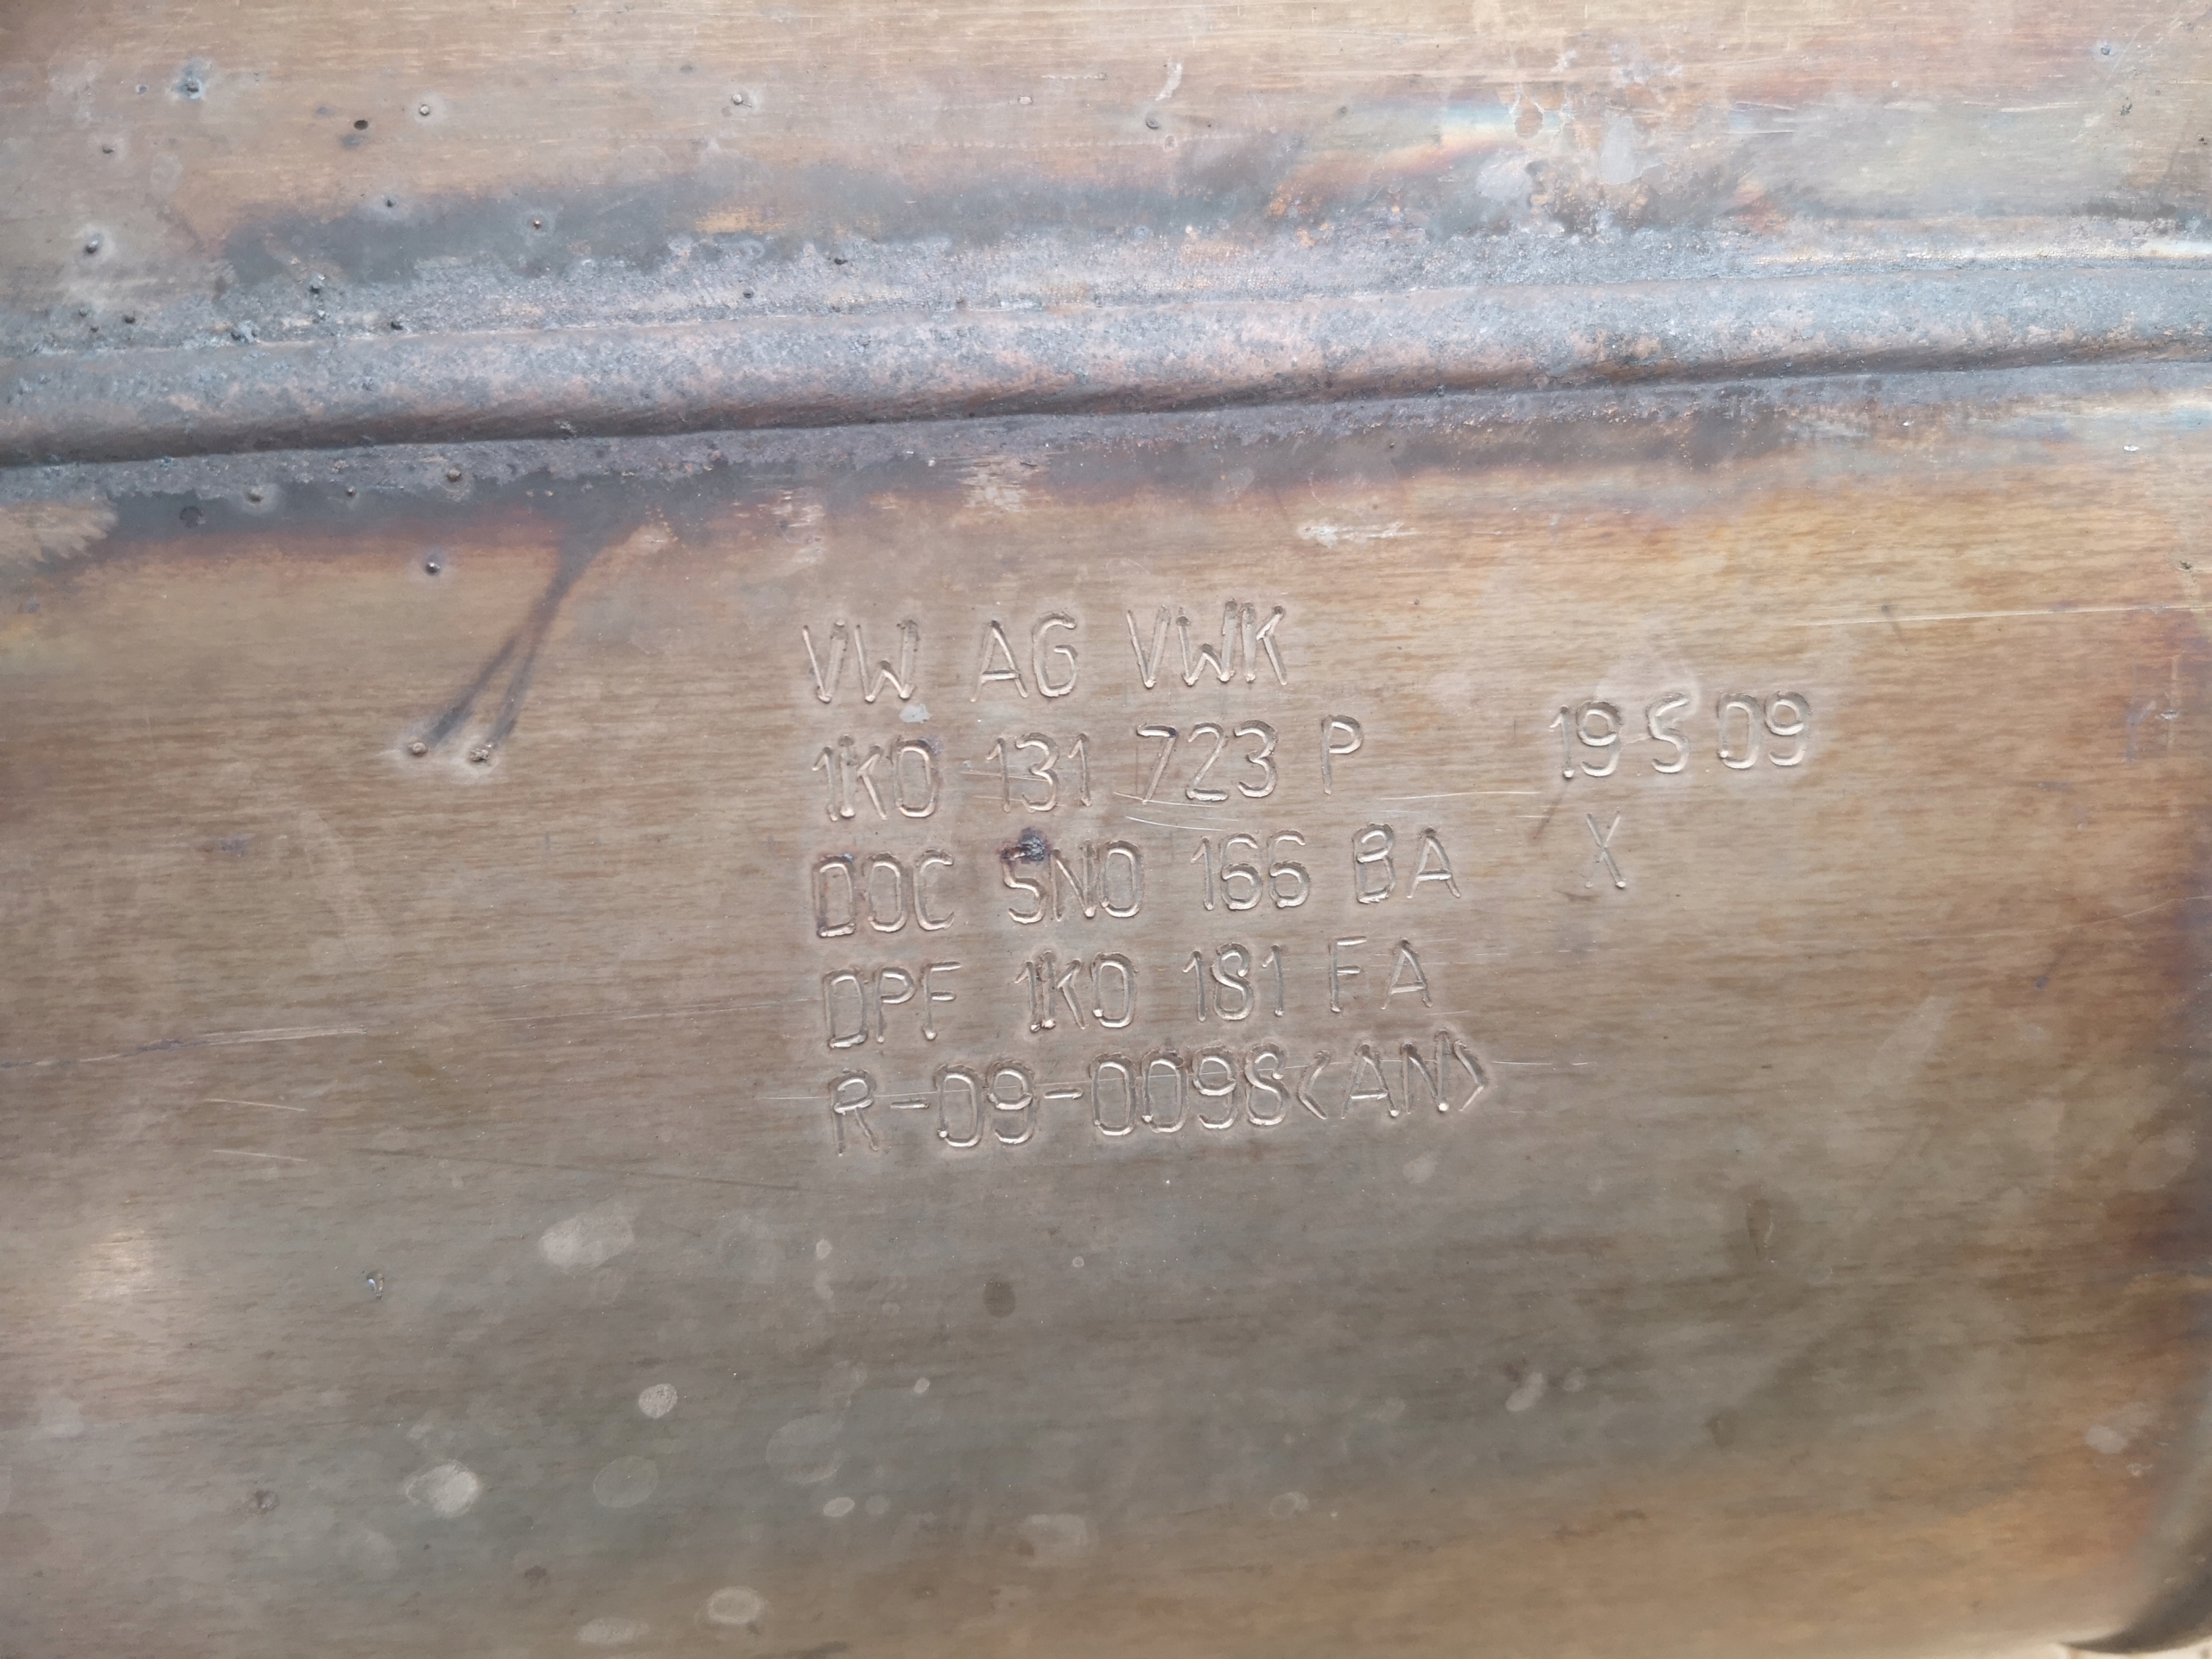 VW AG VWK
1K0 131 723 P 19 5 09
DOC 5N0 166 BA X
DPF 1K0 181 FA
R-09-0098<AN>